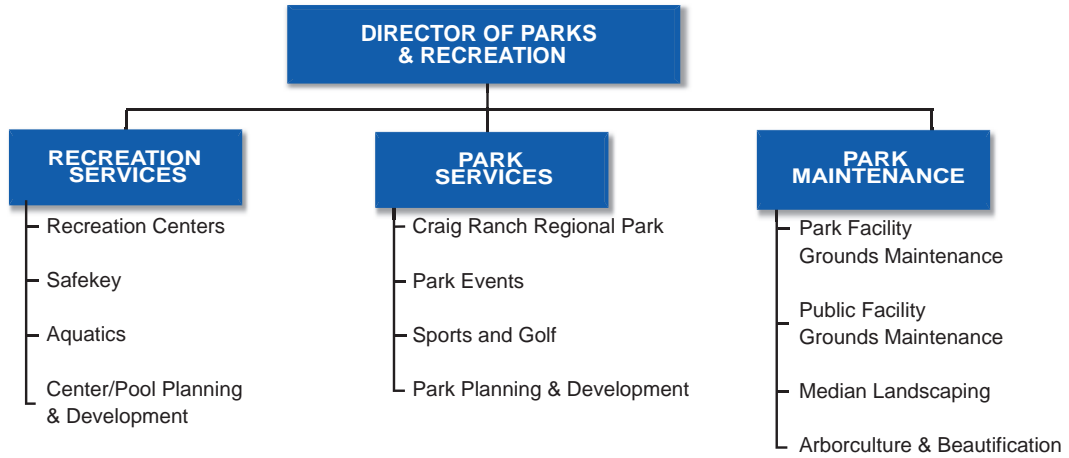 DIRECTOR OF PARKS
& RECREATION
RECREATION
SERVICES
Recreation Centers
Safekey
Aquatics
Center/Pool Planning
& Development
PARK
SERVICES
Craig Ranch Regional Park
Park Events
Sports and Golf
Park Planning & Development
PARK
MAINTENANCE
Park Facility
Grounds Maintenance
Public Facility
Grounds Maintenance
Median Landscaping
Arborculture & Beautification